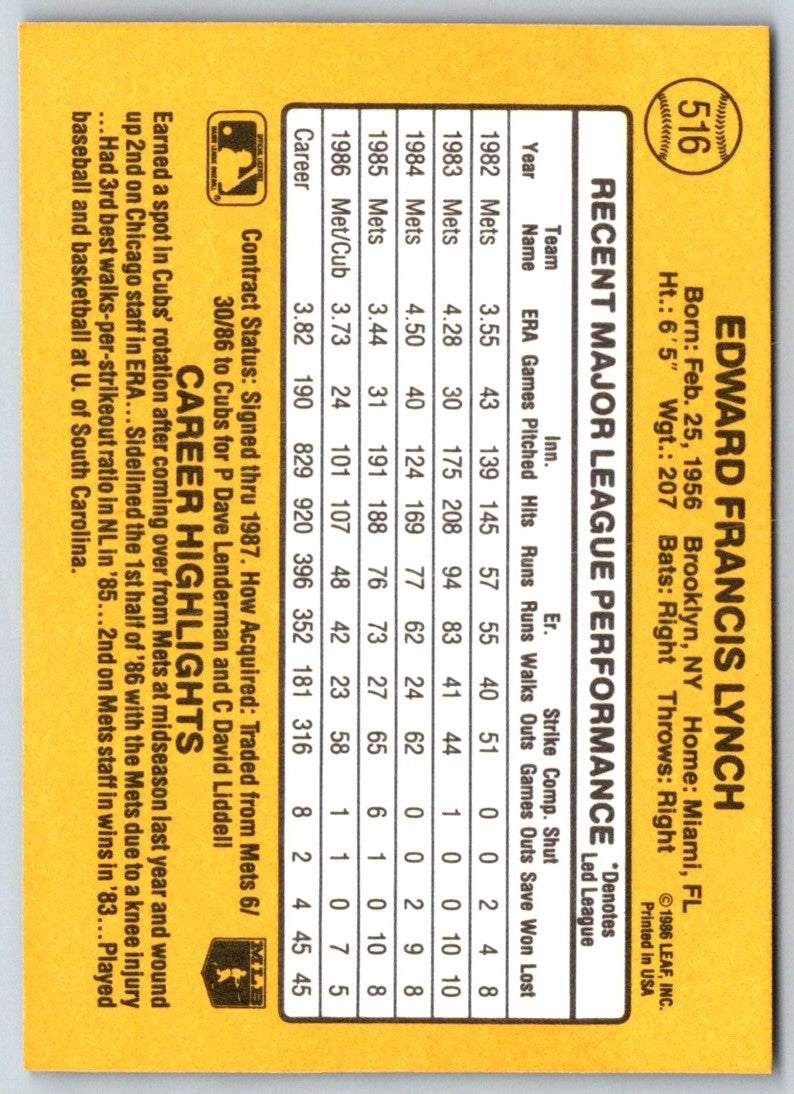 516
EDWARD FRANCIS LYNCH
Born: Feb. 25, 1956 Brooklyn, NY Home: Miami, FL
Ht.: 6'5" Wgt.: 207 Bats: Right Throws: Right
© 1986 LEAF, INC.
Printed in USA
RECENT MAJOR LEAGUE PERFORMANCE
*Denotes
Led League
Team Inn. Er. Strike Comp. Shut
Year Name ERA Games Pitched Hits Runs Runs Walks Outs Games Outs Save Won Lost
1982 Mets 3.55 43 139 145 57 55 40 51 0 0 2 4 8
1983 Mets 4.28 30 175 208 94 83 41 44 1 0 0 10 10
1984 Mets 4.50 40 124 169 77 62 24 62 0 0 2 9 8
1985 Mets 3.44 31 191 188 76 73 27 65 6 1 0 10 8
1986 Met/Cub 3.73 24 101 107 48 42 23 58 1 1 0 7 5
Career 3.82 190 829 920 396 352 181 316 8 2 4 45 45
OFFICIAL LICENSEE
MAJOR LEAGUE BASEBALL®
Contract Status: Signed thru 1987. How Acquired: Traded from Mets 6/
30/86 to Cubs for P Dave Lenderman and C David Liddell
MLB
CAREER HIGHLIGHTS
Earned a spot in Cubs' rotation after coming over from Mets at midseason last year and wound
up 2nd on Chicago staff in ERA...Sidelined the 1st half of '86 with the Mets due to a knee injury
...Had 3rd best walks-per-strikeout ratio in NL in '85...2nd on Mets staff in wins in '83...Played
baseball and basketball at U. of South Carolina.